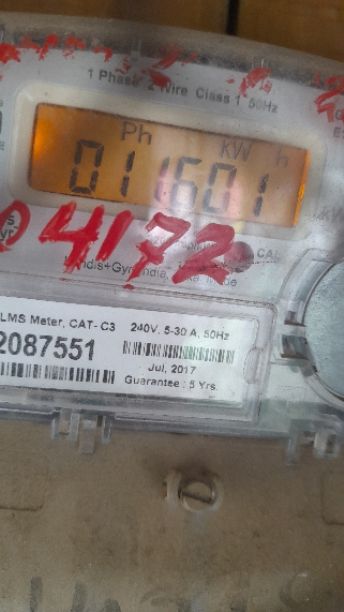 1 Phase 2 Wire Class 1 50Hz
Ph kW h
011601
04172
CAL
Landis+Gyr India,
LMS Meter, CAT- C3 240V, 5-30 A, 50Hz
2087551
Jul, 2017
Guarantee : 5 Yrs.